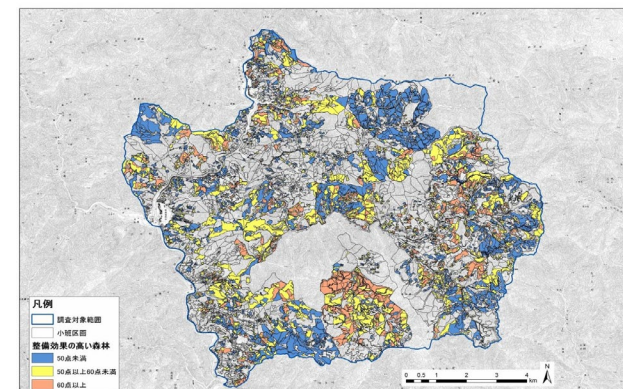 N
凡例
調査対象範囲
小班区画
整備効果の高い森林
50点未満
50点以上60点未満
60点以上
0 0.5 1 2 3 4
km